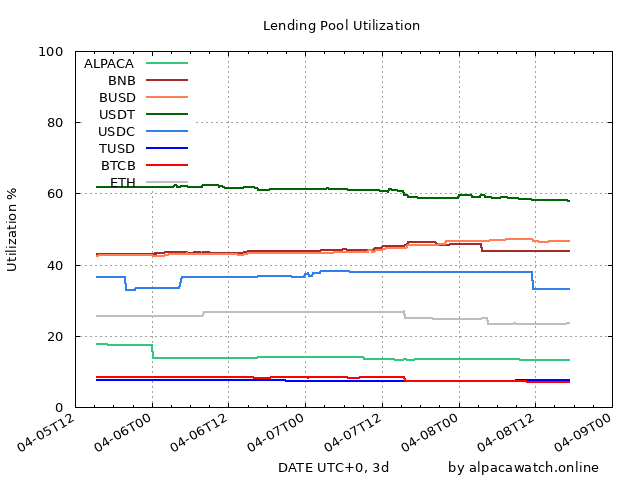 Lending Pool Utilization
100
80
60
40
20
0
Utilization %
ALPACA
BNB
BUSD
USDT
USDC
TUSD
BTCB
ETH
04-05T12
04-06T00
04-06T12
04-07T00
04-07T12
04-08T00
04-08T12
04-09T00
DATE UTC+0, 3d
by alpacawatch.online